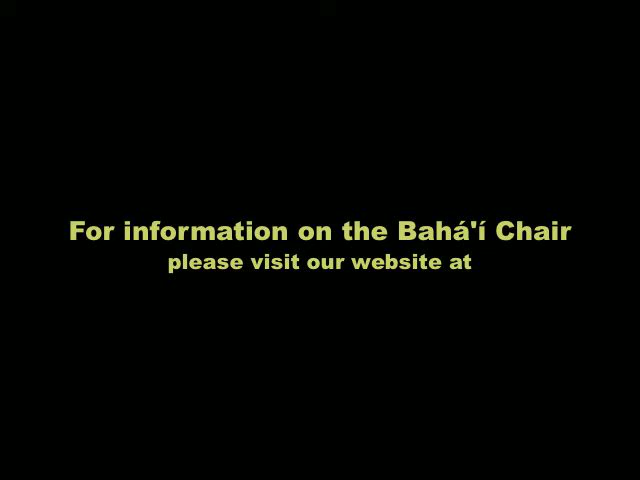 For information on the Bahá'í Chair
please visit our website at